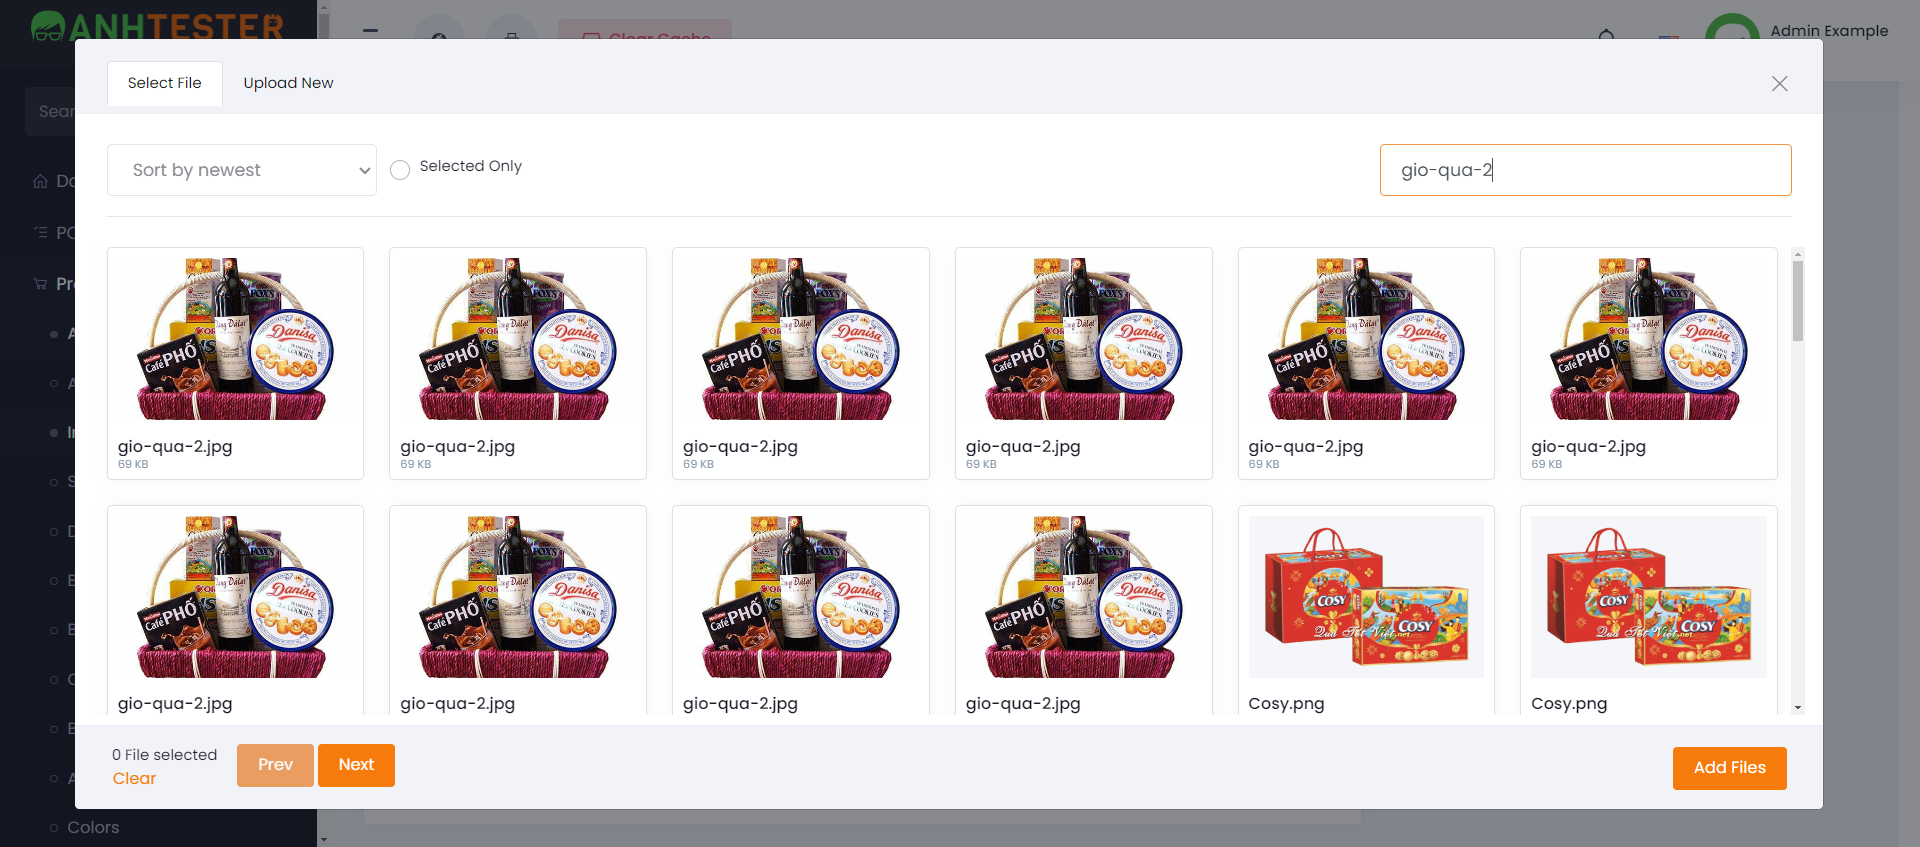 ANHTESTER
Clear Cache
Admin Example
Select File
Upload New
Sort by newest
Selected Only
gio-qua-2
gio-qua-2.jpg
69 KB
gio-qua-2.jpg
69 KB
gio-qua-2.jpg
69 KB
gio-qua-2.jpg
69 KB
gio-qua-2.jpg
69 KB
gio-qua-2.jpg
69 KB
gio-qua-2.jpg
gio-qua-2.jpg
gio-qua-2.jpg
gio-qua-2.jpg
Cosy.png
Cosy.png
0 File selected
Clear
Prev
Next
Add Files
Colors